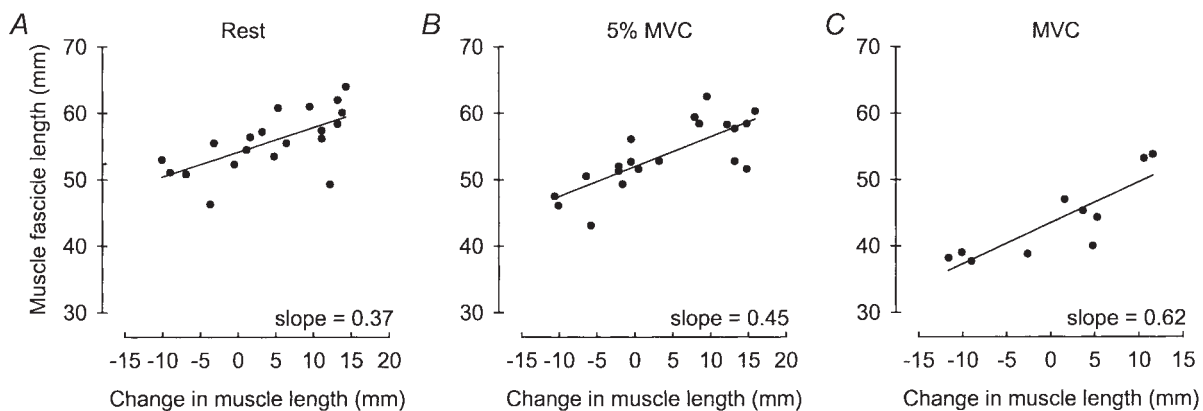 A Rest B 5% MVC C MVC
Muscle fascicle length (mm)
70 70 70
60 60 60
50 50 50
40 40 40
30 30 30
slope = 0.37 slope = 0.45 slope = 0.62
-15 -10 -5 0 5 10 15 20 -15 -10 -5 0 5 10 15 20 -15 -10 -5 0 5 10 15
Change in muscle length (mm) Change in muscle length (mm) Change in muscle length (mm)